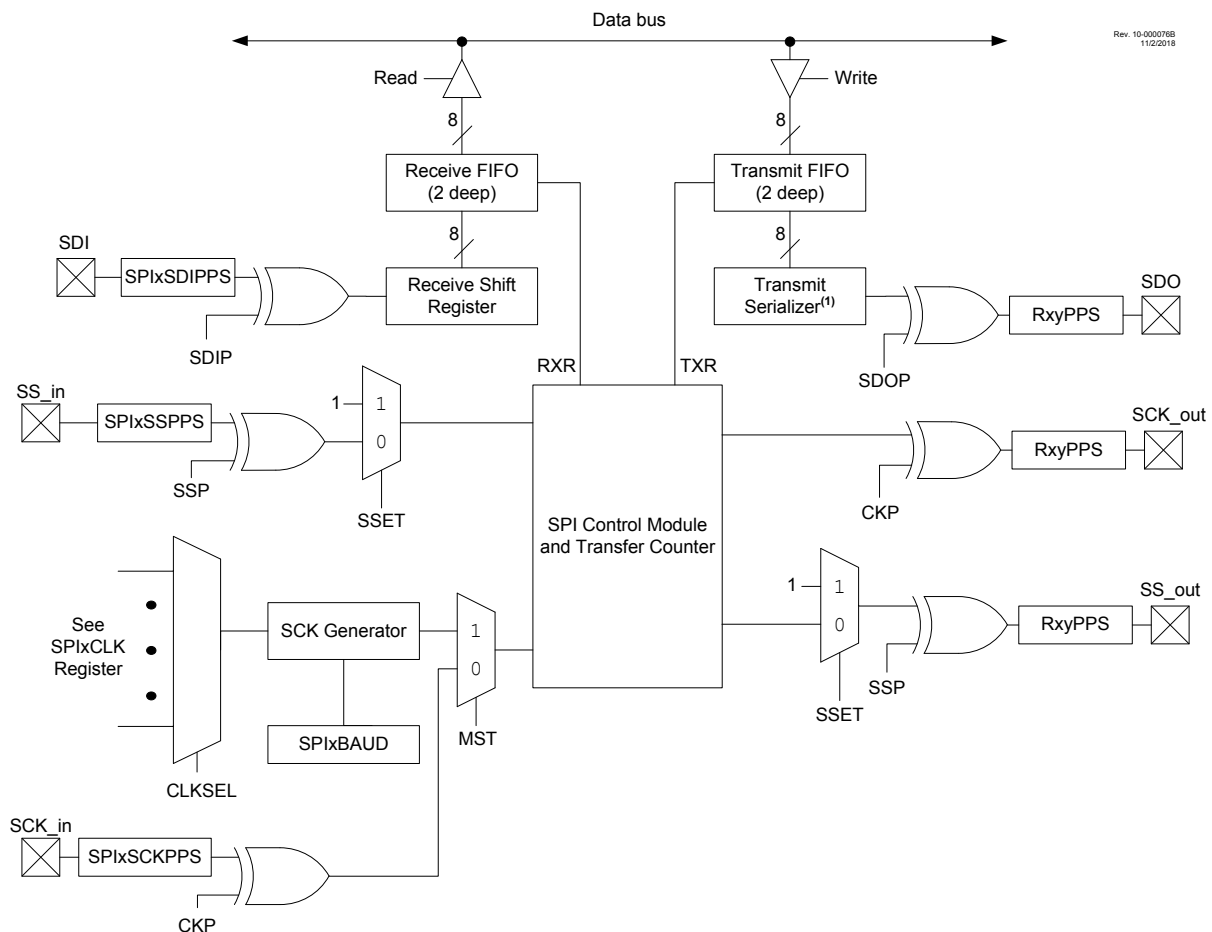 Data bus
Rev. 10-000076B
11/2/2018
Read
Write
8
8
Receive FIFO
(2 deep)
Transmit FIFO
(2 deep)
8
8
SDI
SPIxSDIPPS
Receive Shift
Register
Transmit
Serializer(1)
SDO
RxyPPS
SDIP
SDOP
RXR
TXR
SS_in
SPIxSSPPS
1
1
0
SSP
SSET
SCK_out
RxyPPS
CKP
SPI Control Module
and Transfer Counter
See
SPIxCLK
Register
SCK Generator
1
0
SPIxBAUD
MST
CLKSEL
1
1
0
SS_out
RxyPPS
SSP
SSET
SCK_in
SPIxSCKPPS
CKP